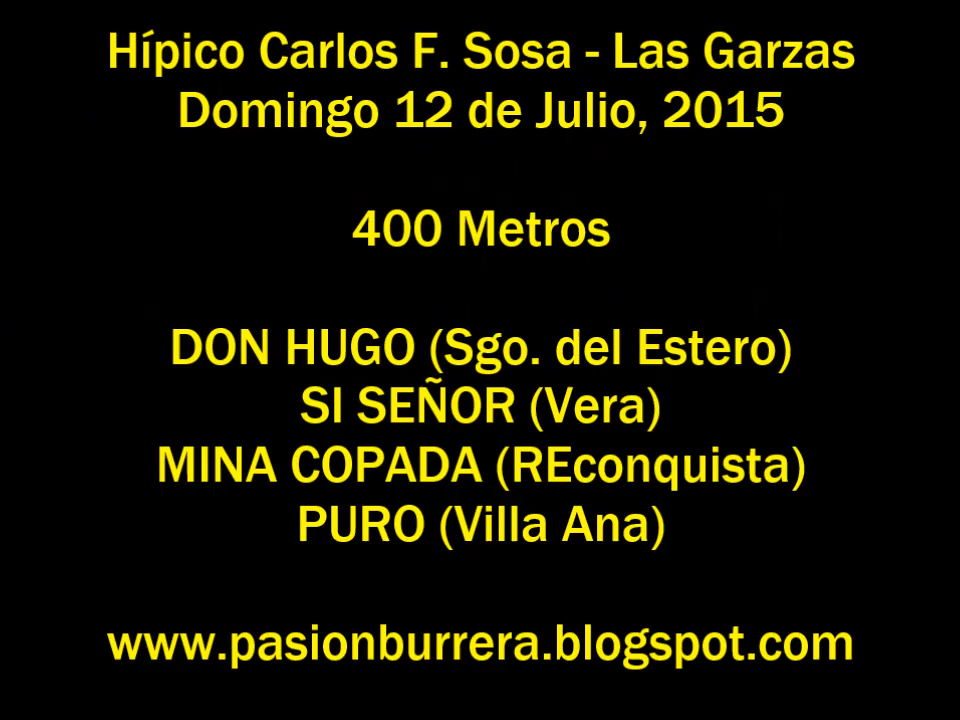 Hípico Carlos F. Sosa - Las Garzas
Domingo 12 de Julio, 2015
400 Metros
DON HUGO (Sgo. del Estero)
SI SEÑOR (Vera)
MINA COPADA (REconquista)
PURO (Villa Ana)
www.pasionburrera.blogspot.com